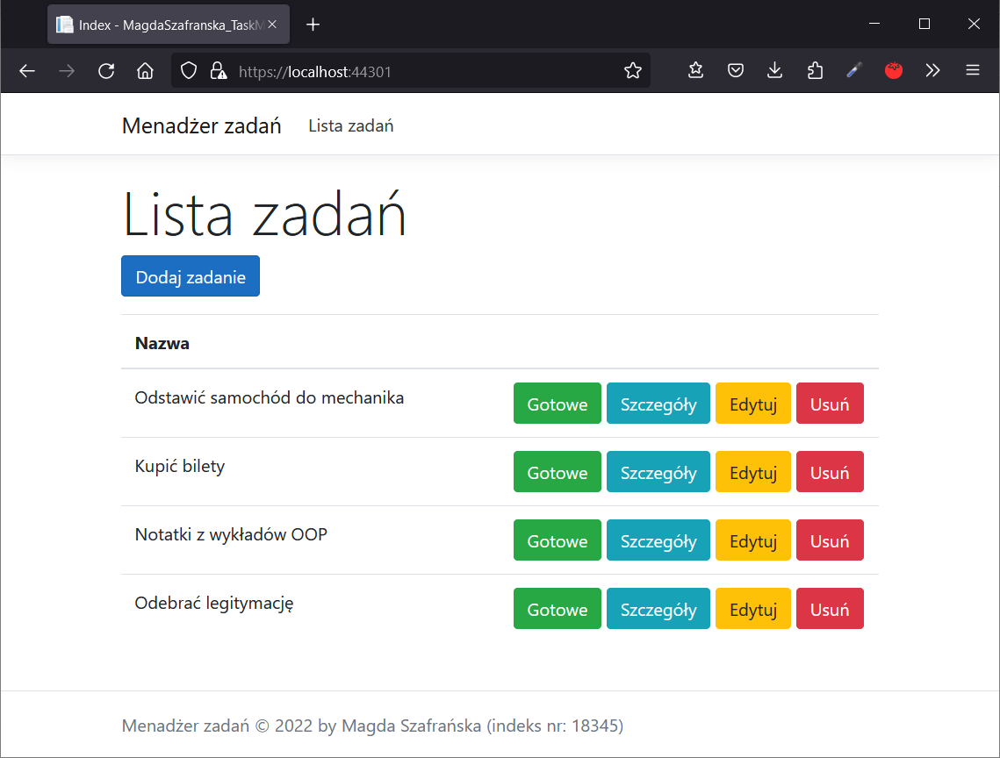 Index - MagdaSzafranska_TaskM
https://localhost:44301
Menadżer zadań Lista zadań
Lista zadań
Dodaj zadanie
Nazwa
Odstawić samochód do mechanika Gotowe Szczegóły Edytuj Usuń
Kupić bilety Gotowe Szczegóły Edytuj Usuń
Notatki z wykładów OOP Gotowe Szczegóły Edytuj Usuń
Odebrać legitymację Gotowe Szczegóły Edytuj Usuń
Menadżer zadań © 2022 by Magda Szafrańska (indeks nr: 18345)